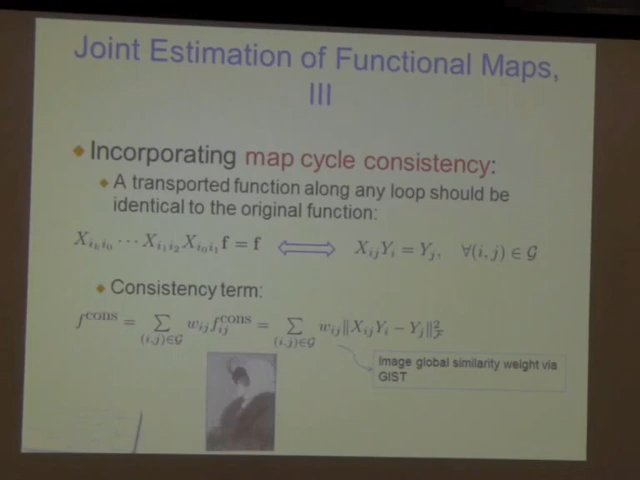 Joint Estimation of Functional Maps,
III
Incorporating map cycle consistency:
A transported function along any loop should be
identical to the original function:
X_{i_k i_0} ⋯ X_{i_1 i_2} X_{i_0 i_1} f = f ⟺ X_{ij} Y_i = Y_j, ∀(i, j) ∈ G
Consistency term:
f^{cons} = ∑_{(i,j)∈G} w_{ij} f_{ij}^{cons} = ∑_{(i,j)∈G} w_{ij} ‖X_{ij} Y_i − Y_j‖²_F
Image global similarity weight via
GIST